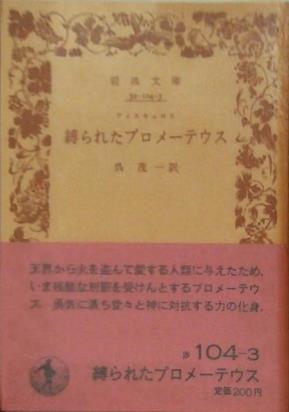 岩波文庫
32-104-3
アイスキュロス
縛られたプロメーテウス
呉茂一訳
天界から火を盗んで愛する人類に与えたため、
いま残酷な刑罰を受けんとするプロメーテウ
ス。勇気に満ち堂々と神に対抗する力の化身。
赤 104-3
縛られたプロメーテウス
定価200円